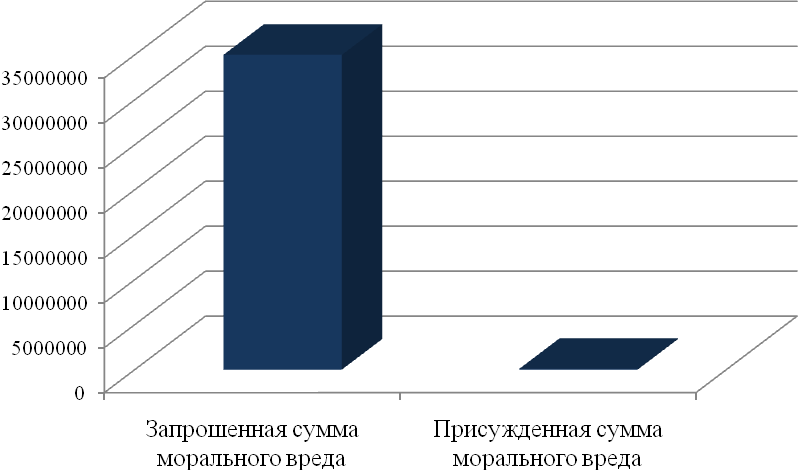 35000000
30000000
25000000
20000000
15000000
10000000
5000000
0
Запрошенная сумма
морального вреда
Присужденная сумма
морального вреда